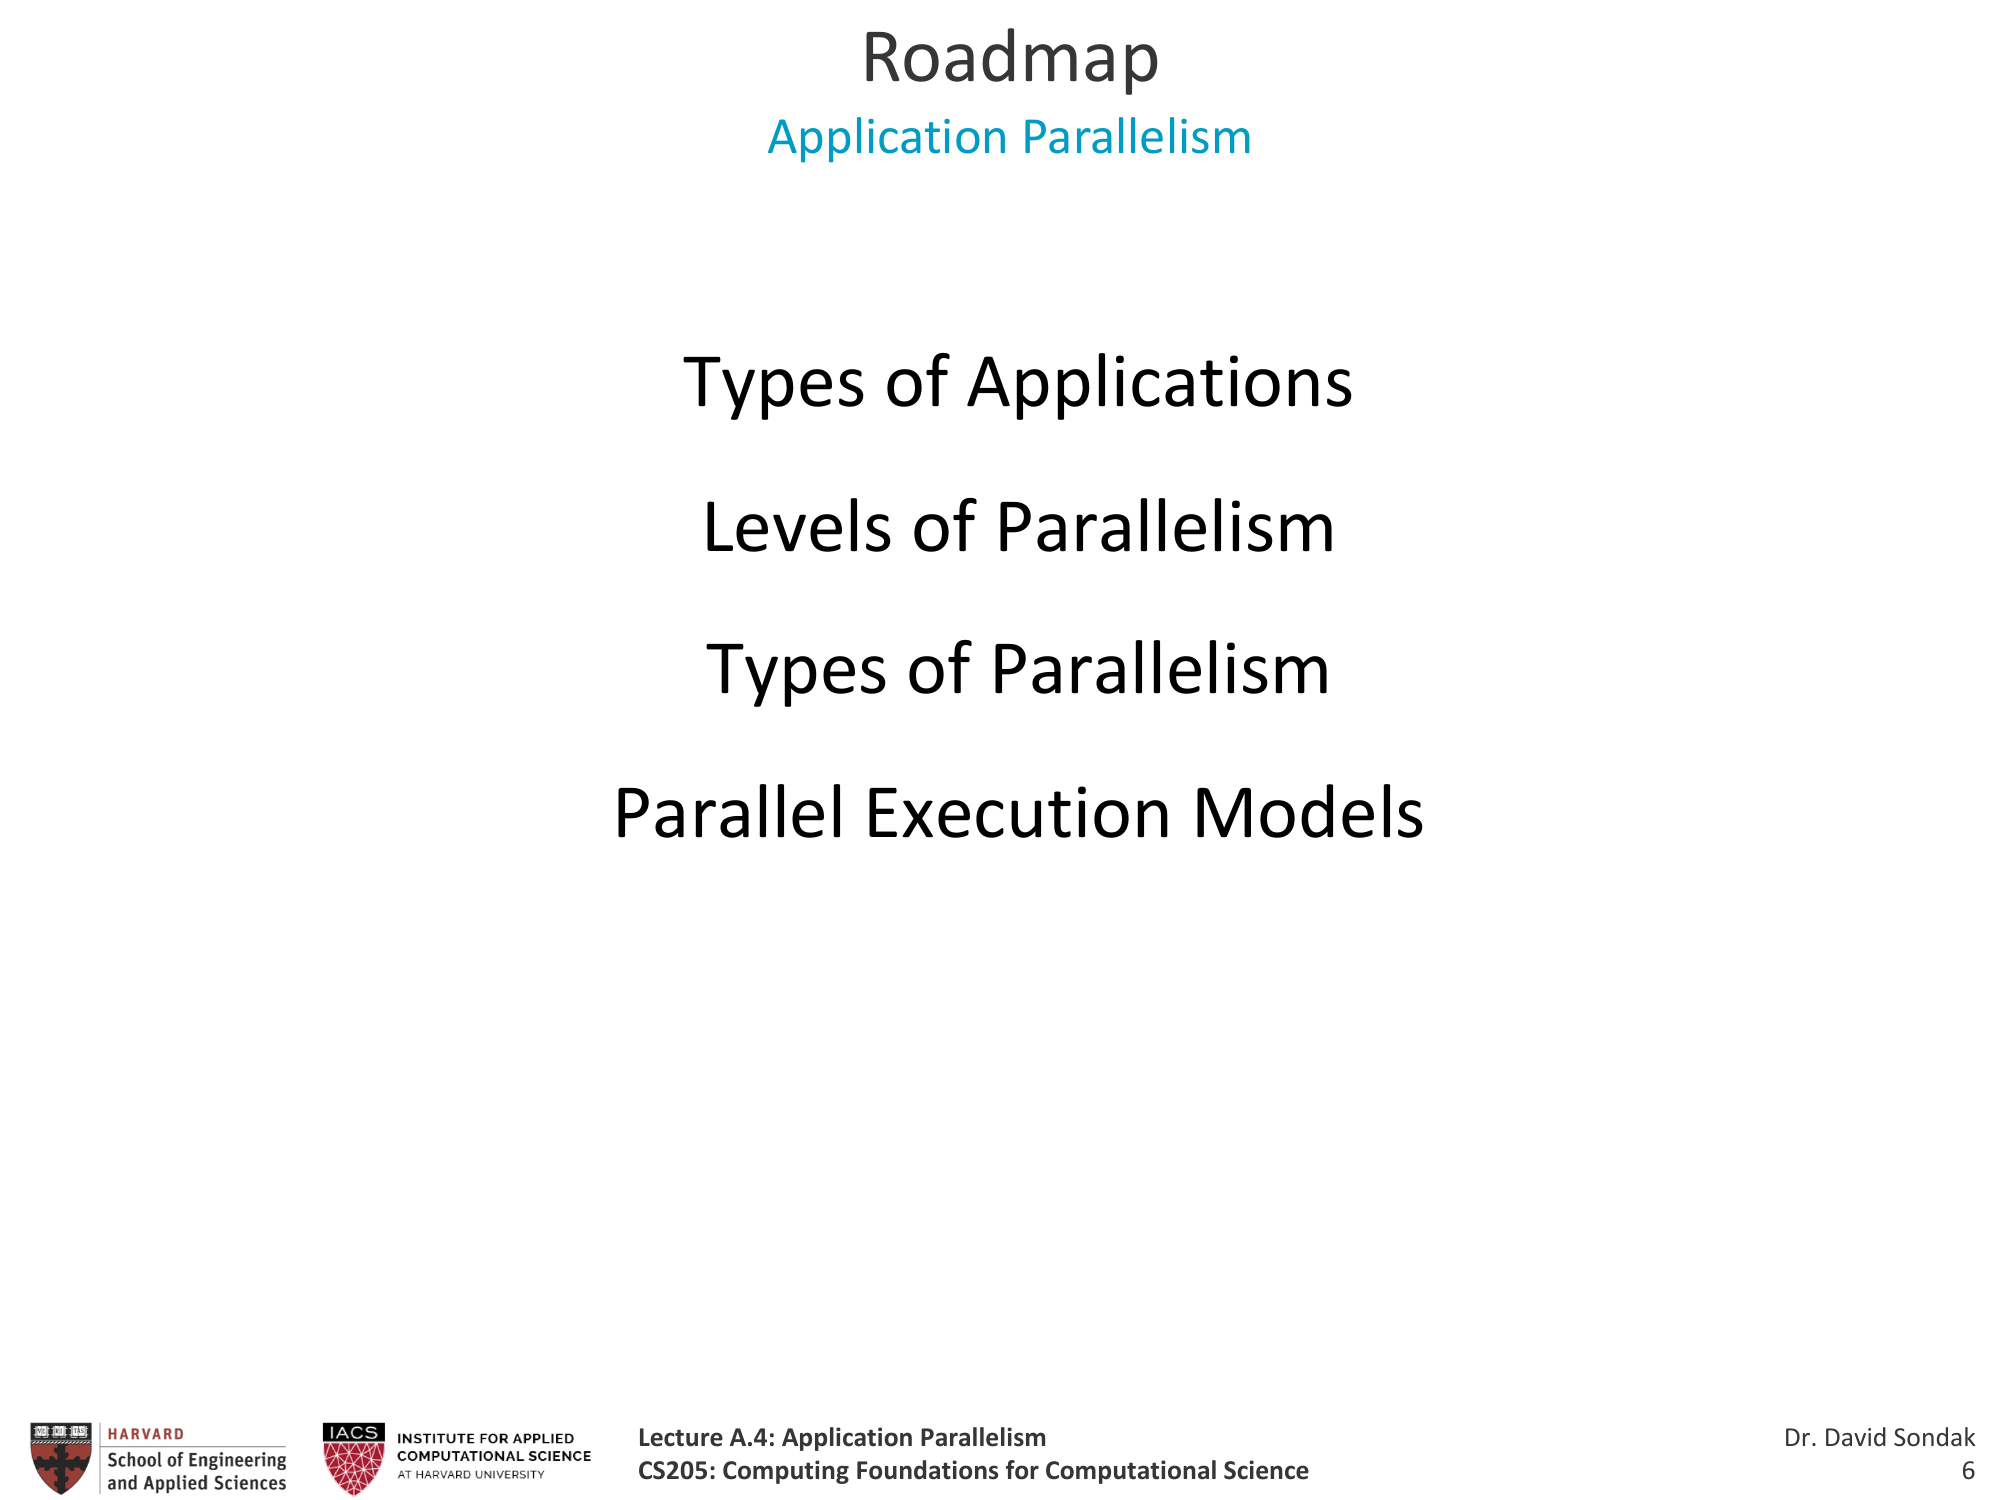 Roadmap
Application Parallelism
Types of Applications
Levels of Parallelism
Types of Parallelism
Parallel Execution Models
HARVARD
School of Engineering
and Applied Sciences
IACS
INSTITUTE FOR APPLIED
COMPUTATIONAL SCIENCE
AT HARVARD UNIVERSITY
Lecture A.4: Application Parallelism
CS205: Computing Foundations for Computational Science
Dr. David Sondak
6